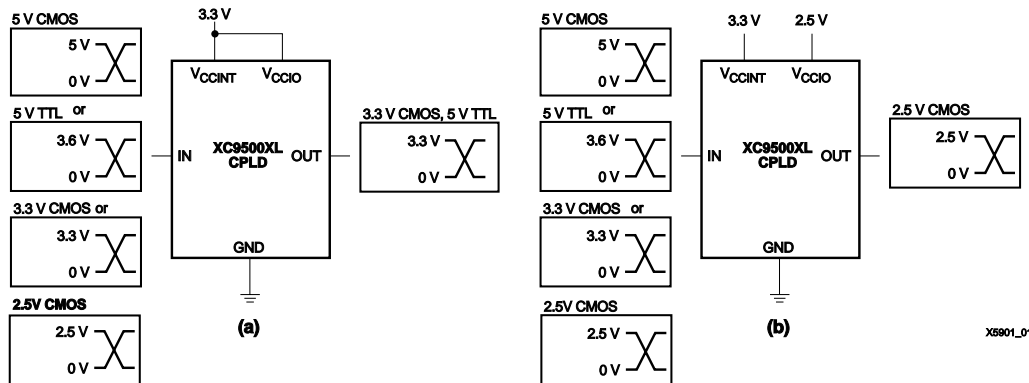 3.3 V
5 V CMOS
5 V
0 V
5 V TTL or
3.6 V
0 V
3.3 V CMOS or
3.3 V
0 V
2.5V CMOS
2.5 V
0 V
VCCINT VCCIO
IN XC9500XL OUT
CPLD
GND
3.3 V CMOS, 5 V TTL
3.3 V
0 V
(a)
5 V CMOS
5 V
0 V
5 V TTL or
3.6 V
0 V
3.3 V CMOS or
3.3 V
0 V
2.5V CMOS
2.5 V
0 V
3.3 V 2.5 V
VCCINT VCCIO
IN XC9500XL OUT
CPLD
GND
2.5 V CMOS
2.5 V
0 V
(b)